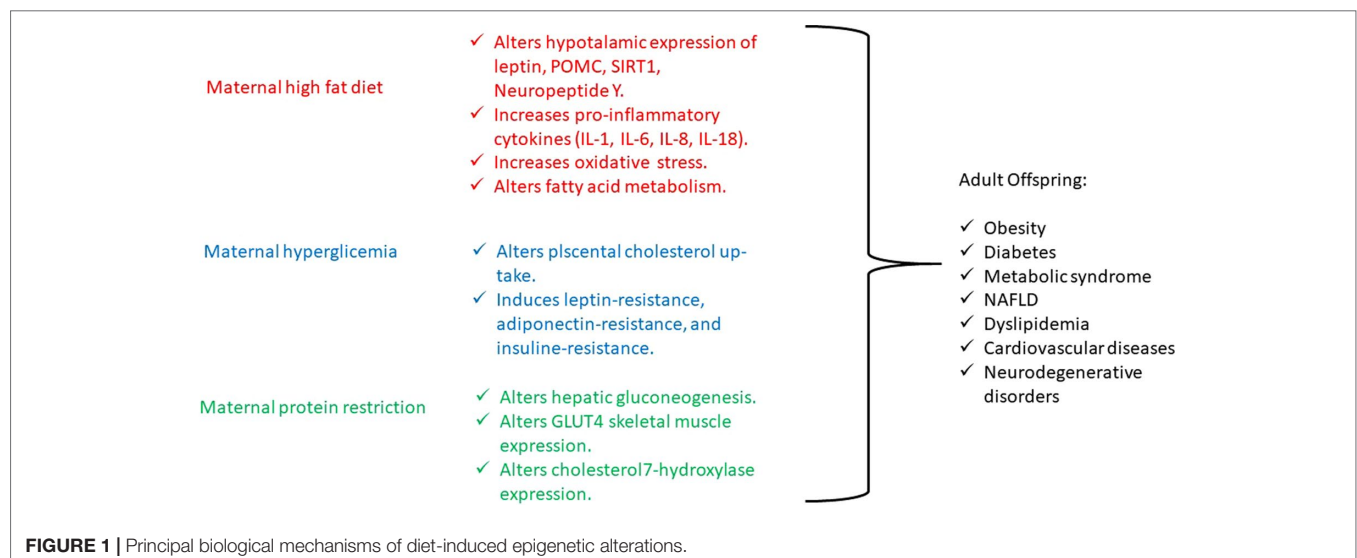 Maternal high fat diet
✓ Alters hypotalamic expression of
leptin, POMC, SIRT1,
Neuropeptide Y.
✓ Increases pro-inflammatory
cytokines (IL-1, IL-6, IL-8, IL-18).
✓ Increases oxidative stress.
✓ Alters fatty acid metabolism.
Maternal hyperglicemia
✓ Alters plscental cholesterol up-
take.
✓ Induces leptin-resistance,
adiponectin-resistance, and
insuline-resistance.
Maternal protein restriction
✓ Alters hepatic gluconeogenesis.
✓ Alters GLUT4 skeletal muscle
expression.
✓ Alters cholesterol7-hydroxylase
expression.
Adult Offspring:
✓ Obesity
✓ Diabetes
✓ Metabolic syndrome
✓ NAFLD
✓ Dyslipidemia
✓ Cardiovascular diseases
✓ Neurodegenerative
disorders
FIGURE 1 | Principal biological mechanisms of diet-induced epigenetic alterations.